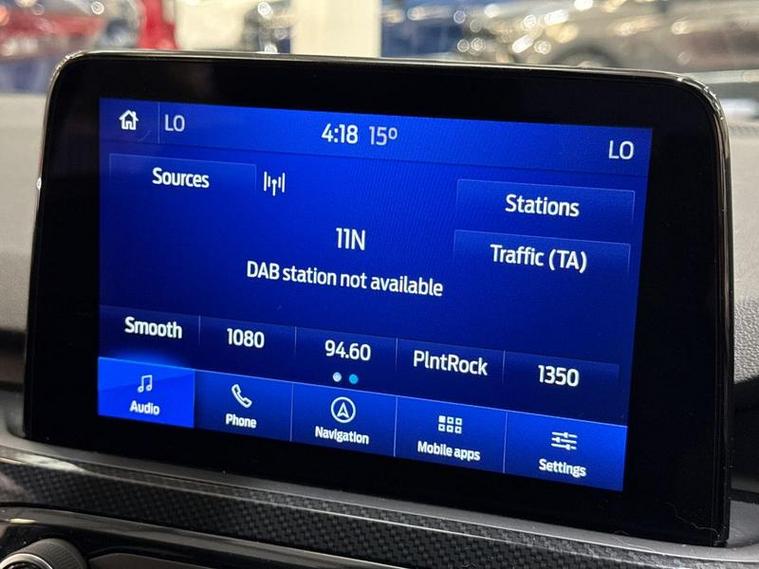 LO 4:18 15º LO
Sources
Stations
11N
Traffic (TA)
DAB station not available
Smooth 1080 94.60 PlntRock 1350
Audio Phone Navigation Mobile apps Settings